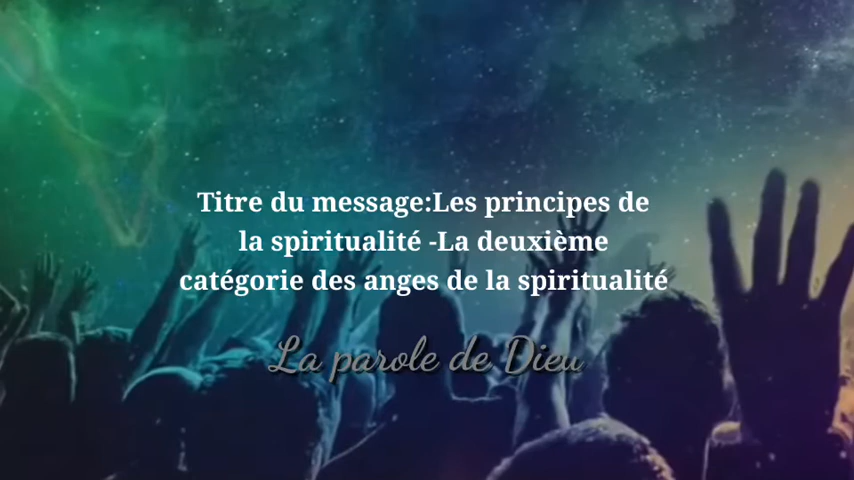 Titre du message:Les principes de
la spiritualité -La deuxième
catégorie des anges de la spiritualité
La parole de Dieu